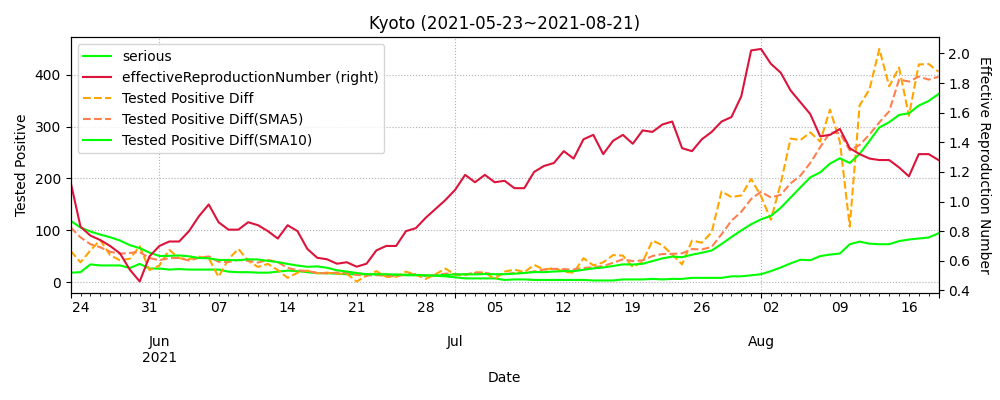 Kyoto (2021-05-23~2021-08-21)
serious
effectiveReproductionNumber (right)
Tested Positive Diff
Tested Positive Diff(SMA5)
Tested Positive Diff(SMA10)
Tested Positive
400
300
200
100
0
Effective Reproduction Number
2.0
1.8
1.6
1.4
1.2
1.0
0.8
0.6
0.4
24 31 07 14 21 28 05 12 19 26 02 09 16
Jun Jul Aug
2021
Date